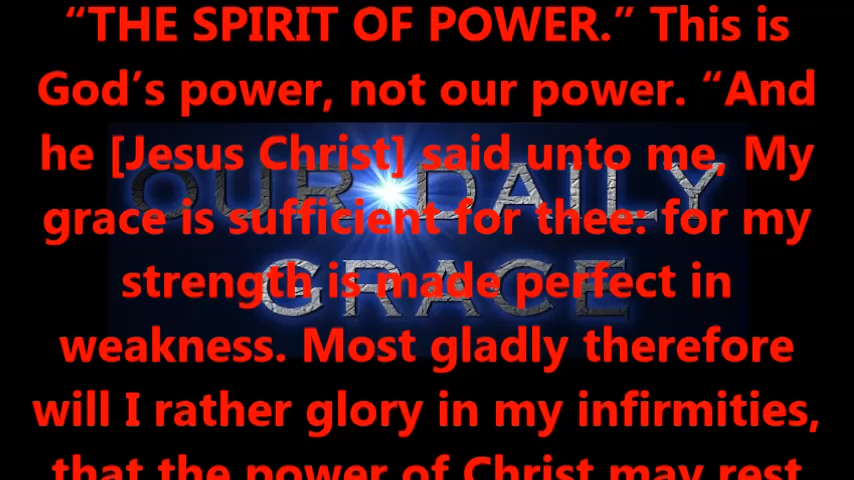 “THE SPIRIT OF POWER.” This is
God’s power, not our power. “And
he [Jesus Christ] said unto me, My
grace is sufficient for thee: for my
strength is made perfect in
weakness. Most gladly therefore
will I rather glory in my infirmities,
that the power of Christ may rest
OUR DAILY
GRACE